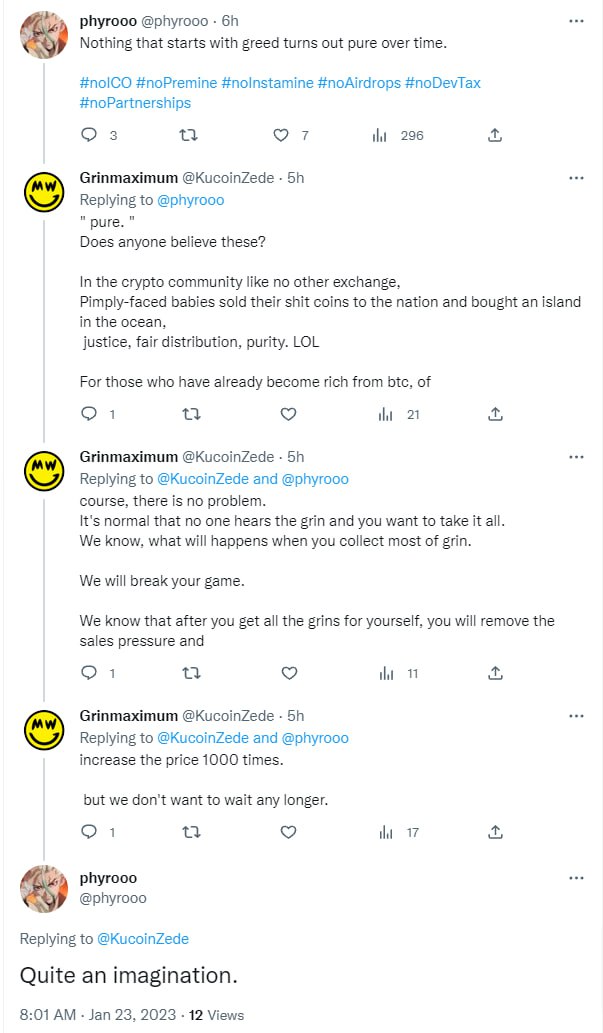 phyrooo @phyrooo · 6h
Nothing that starts with greed turns out pure over time.
#noICO #noPremine #noInstamine #noAirdrops #noDevTax
#noPartnerships
3 7 296
MW
Grinmaximum @KucoinZede · 5h
Replying to @phyrooo
" pure. "
Does anyone believe these?
In the crypto community like no other exchange,
Pimply-faced babies sold their shit coins to the nation and bought an island
in the ocean,
justice, fair distribution, purity. LOL
For those who have already become rich from btc, of
1 21
MW
Grinmaximum @KucoinZede · 5h
Replying to @KucoinZede and @phyrooo
course, there is no problem.
It's normal that no one hears the grin and you want to take it all.
We know, what will happen when you collect most of grin.
We will break your game.
We know that after you get all the grins for yourself, you will remove the
sales pressure and
1 11
MW
Grinmaximum @KucoinZede · 5h
Replying to @KucoinZede and @phyrooo
increase the price 1000 times.
but we don't want to wait any longer.
1 17
phyrooo
@phyrooo
Replying to @KucoinZede
Quite an imagination.
8:01 AM · Jan 23, 2023 · 12 Views